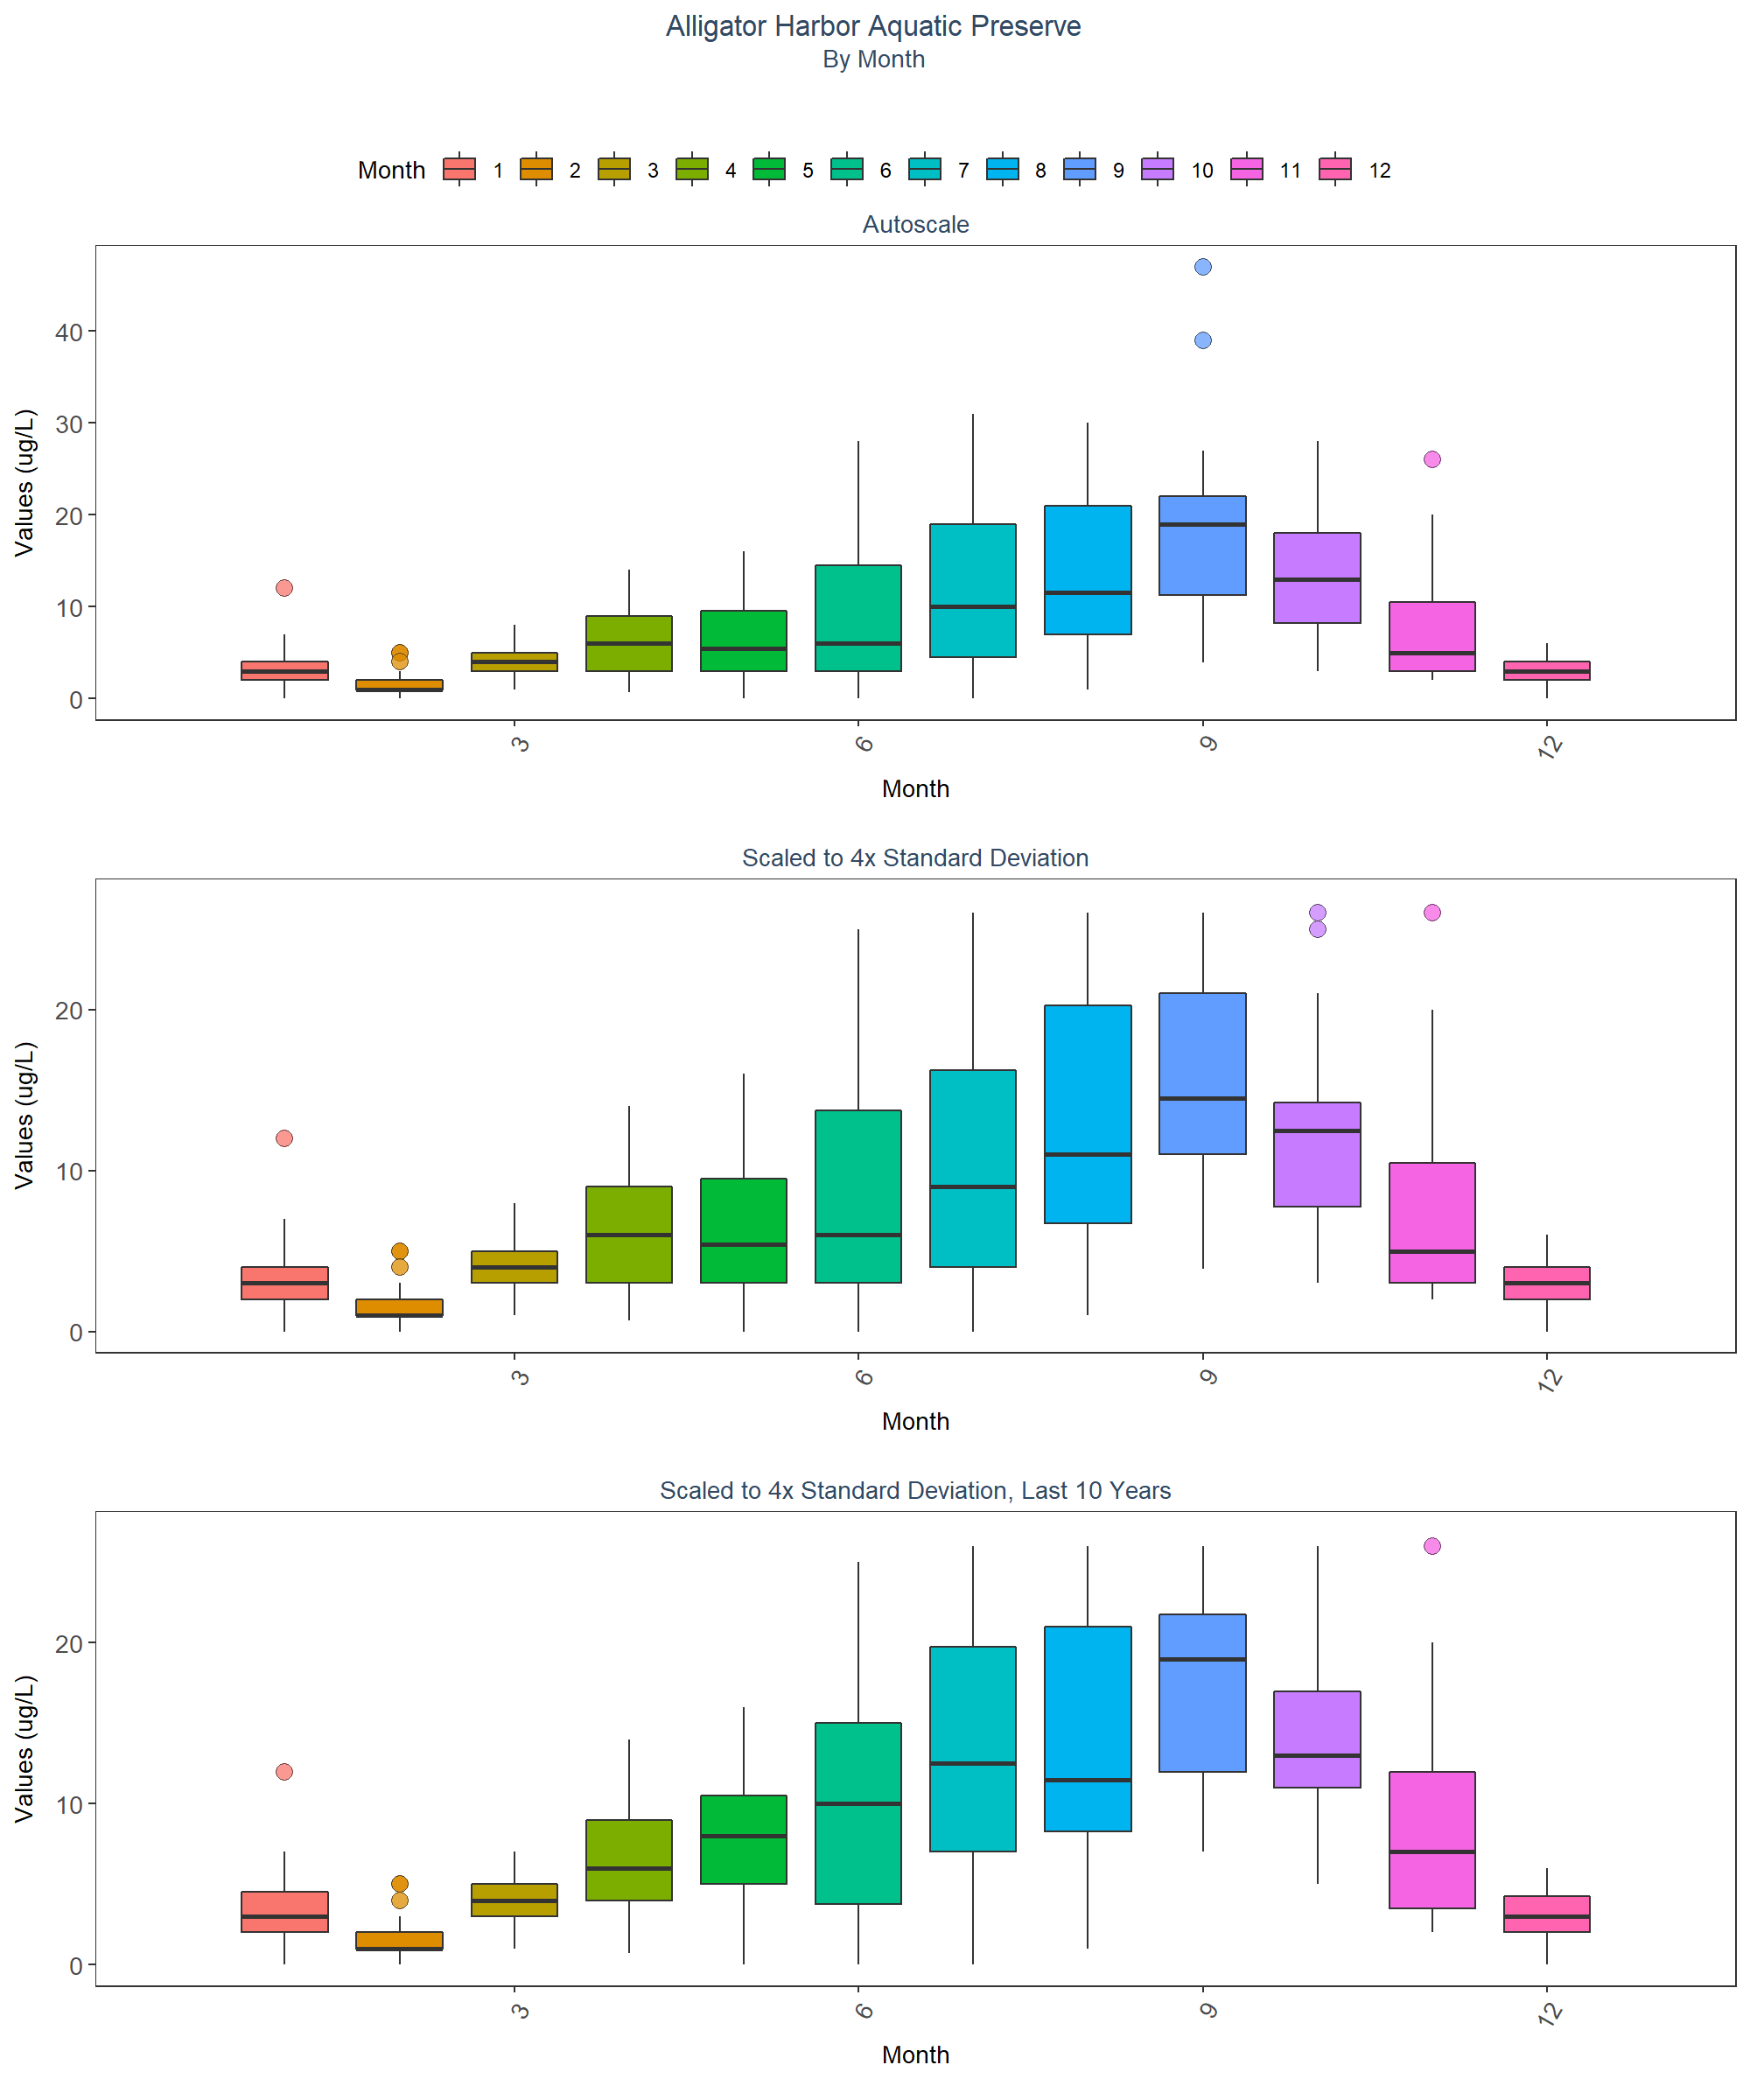 Alligator Harbor Aquatic Preserve
By Month
Month 1 2 3 4 5 6 7 8 9 10 11 12
Autoscale
Values (ug/L)
40
30
20
10
0
3 6 9 12
Month
Scaled to 4x Standard Deviation
Values (ug/L)
20
10
0
3 6 9 12
Month
Scaled to 4x Standard Deviation, Last 10 Years
Values (ug/L)
20
10
0
3 6 9 12
Month